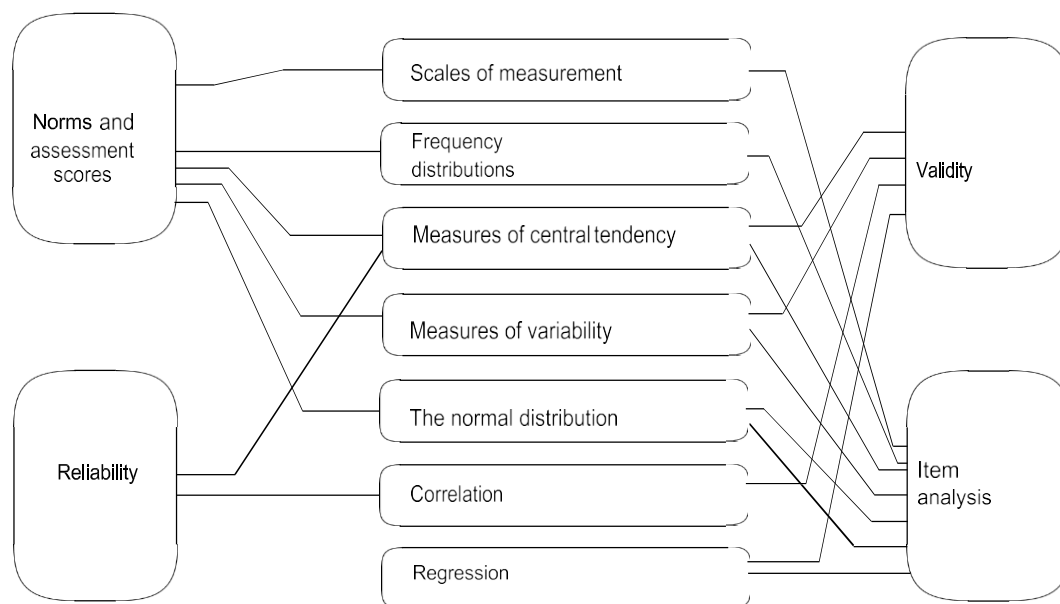 Norms and
assessment
scores
Reliability
Scales of measurement
Frequency
distributions
Measures of central tendency
Measures of variability
The normal distribution
Correlation
Regression
Validity
Item
analysis